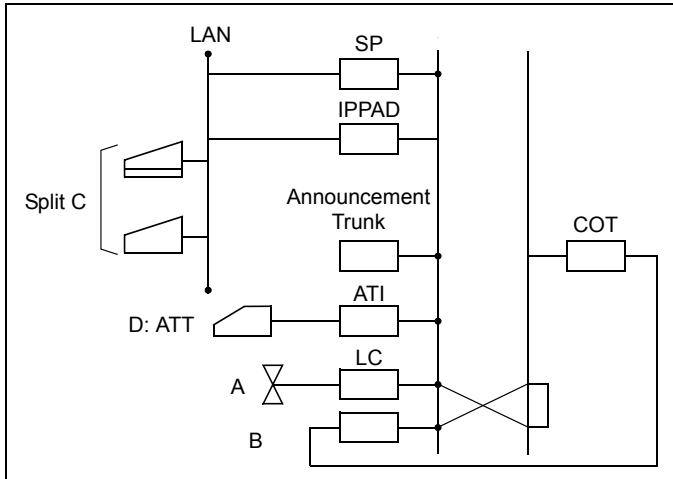 LAN
SP
IPPAD
Split C
Announcement
Trunk
COT
ATI
D: ATT
LC
A
B